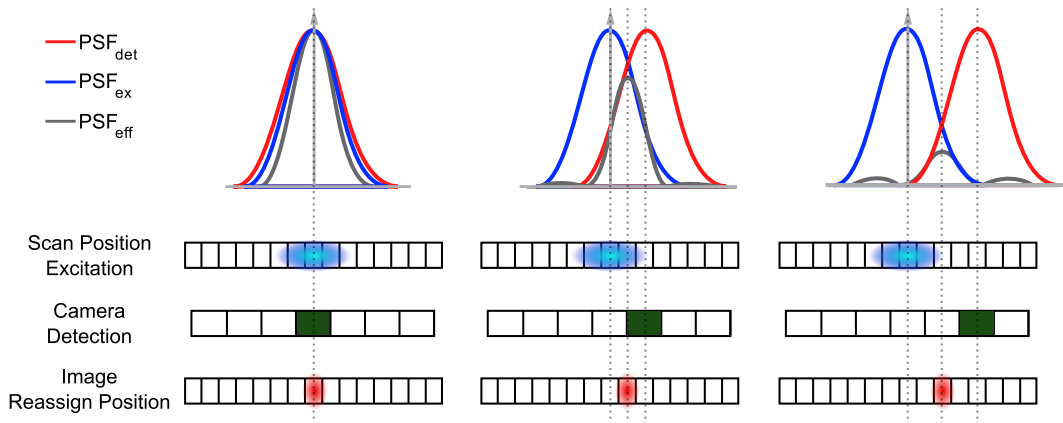 PSFdet
PSFex
PSFeff
Scan Position
Excitation
Camera
Detection
Image
Reassign Position